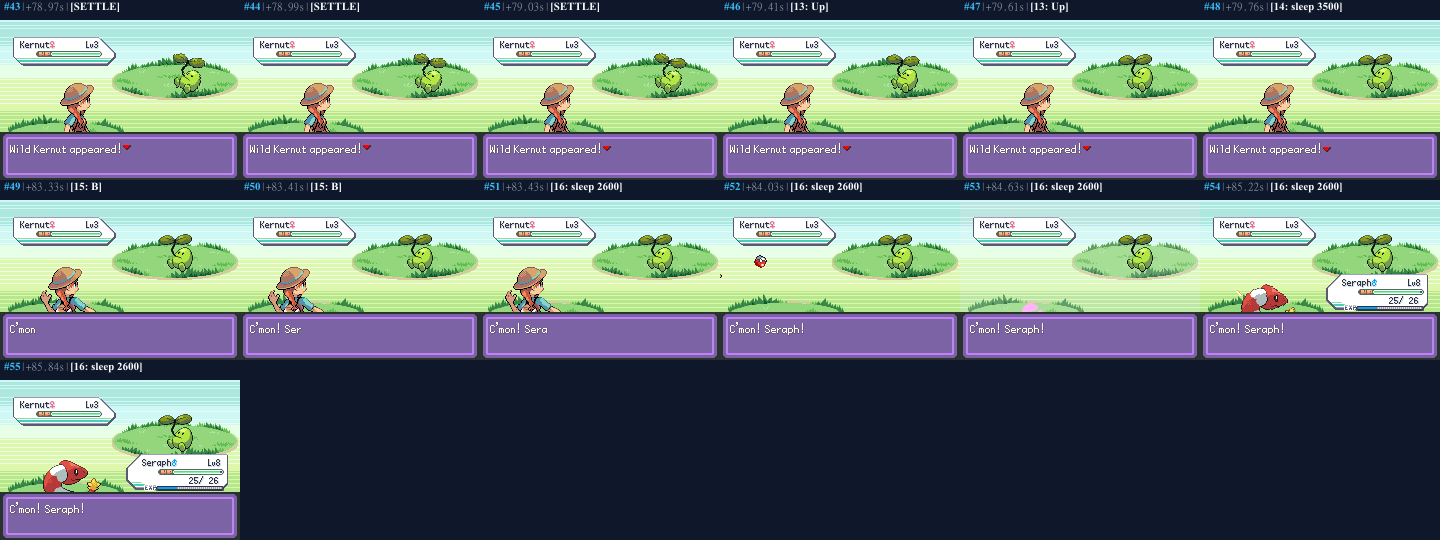 #43|+78.97s|[SETTLE]
Kernut♀ Lv3
Wild Kernut appeared!
#44|+78.99s|[SETTLE]
Kernut♀ Lv3
Wild Kernut appeared!
#45|+79.03s|[SETTLE]
Kernut♀ Lv3
Wild Kernut appeared!
#46|+79.41s|[13: Up]
Kernut♀ Lv3
Wild Kernut appeared!
#47|+79.61s|[13: Up]
Kernut♀ Lv3
Wild Kernut appeared!
#48|+79.76s|[14: sleep 3500]
Kernut♀ Lv3
Wild Kernut appeared!
#49|+83.33s|[15: B]
Kernut♀ Lv3
C'mon
#50|+83.41s|[15: B]
Kernut♀ Lv3
C'mon! Ser
#51|+83.43s|[16: sleep 2600]
Kernut♀ Lv3
C'mon! Sera
#52|+84.03s|[16: sleep 2600]
Kernut♀ Lv3
C'mon! Seraph!
#53|+84.63s|[16: sleep 2600]
Kernut♀ Lv3
C'mon! Seraph!
#54|+85.22s|[16: sleep 2600]
Kernut♀ Lv3
Seraph♂ Lv8
25/ 26
EXP
C'mon! Seraph!
#55|+85.84s|[16: sleep 2600]
Kernut♀ Lv3
Seraph♂ Lv8
25/ 26
EXP
C'mon! Seraph!